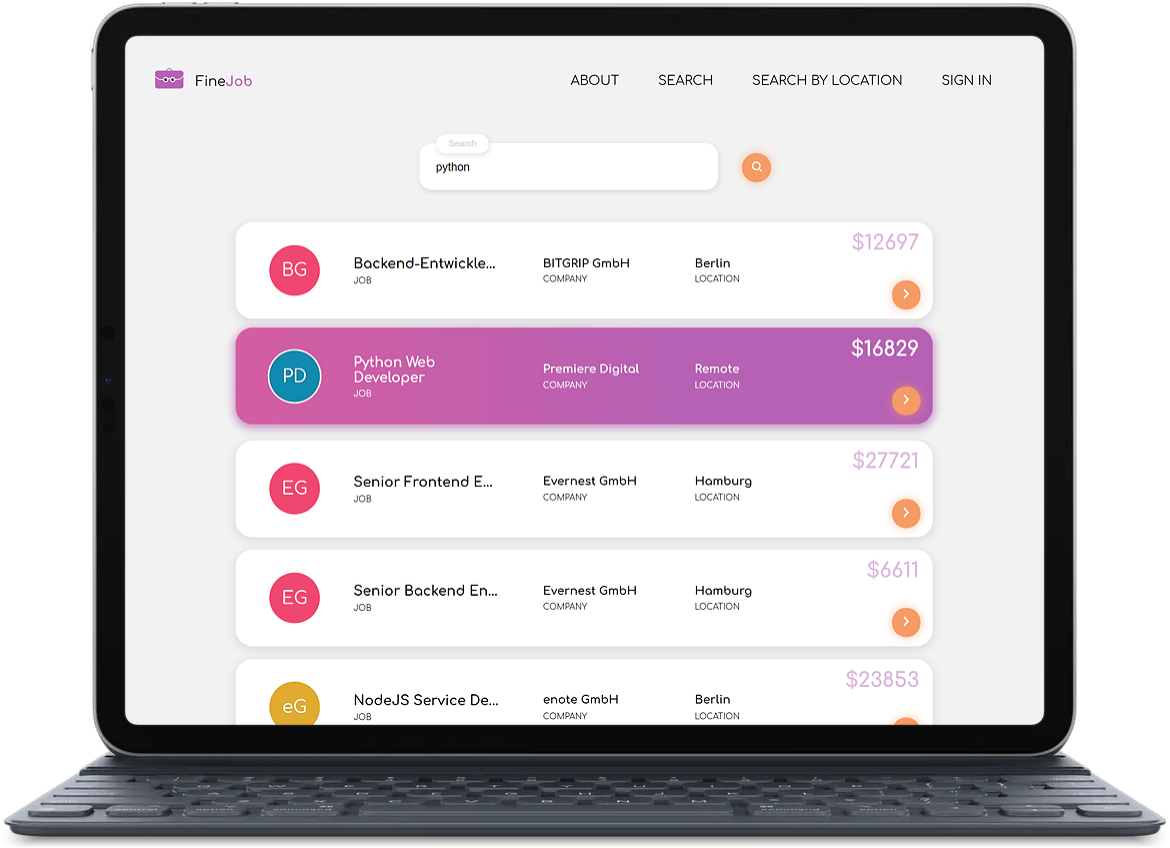 FineJob
ABOUT SEARCH SEARCH BY LOCATION SIGN IN
Search
python
$12697
BG Backend-Entwickle... BITGRIP GmbH Berlin
JOB COMPANY LOCATION
$16829
PD Python Web Developer Premiere Digital Remote
JOB COMPANY LOCATION
$27721
EG Senior Frontend E... Evernest GmbH Hamburg
JOB COMPANY LOCATION
$6611
EG Senior Backend En... Evernest GmbH Hamburg
JOB COMPANY LOCATION
$23853
eG NodeJS Service De... enote GmbH Berlin
JOB COMPANY LOCATION